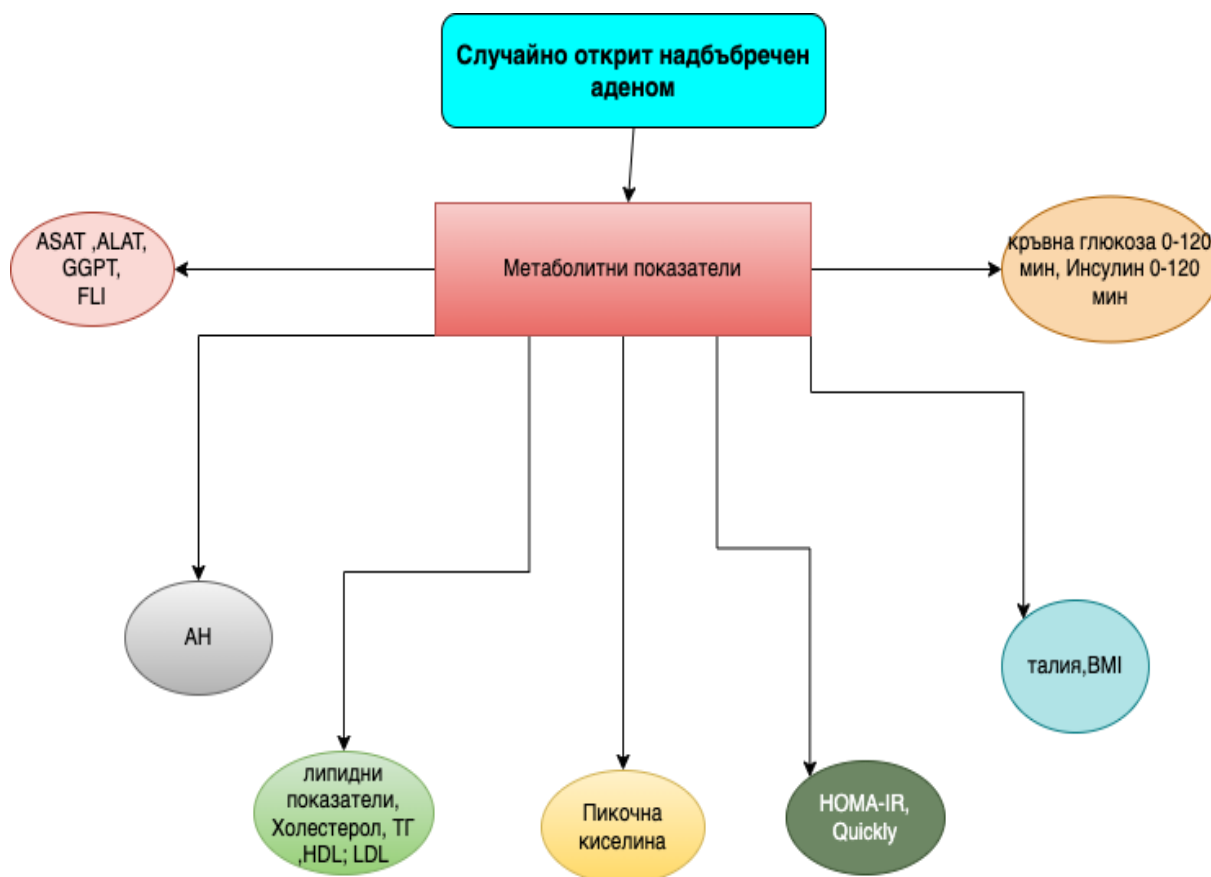 Случайно открит надбъбречен
аденом
Метаболитни показатели
ASAT ,ALAT,
GGPT,
FLI
кръвна глюкоза 0-120
мин, Инсулин 0-120
мин
АН
липидни
показатели,
Холестерол, ТГ
,HDL; LDL
Пикочна
киселина
HOMA-IR,
Quickly
талия,BMI